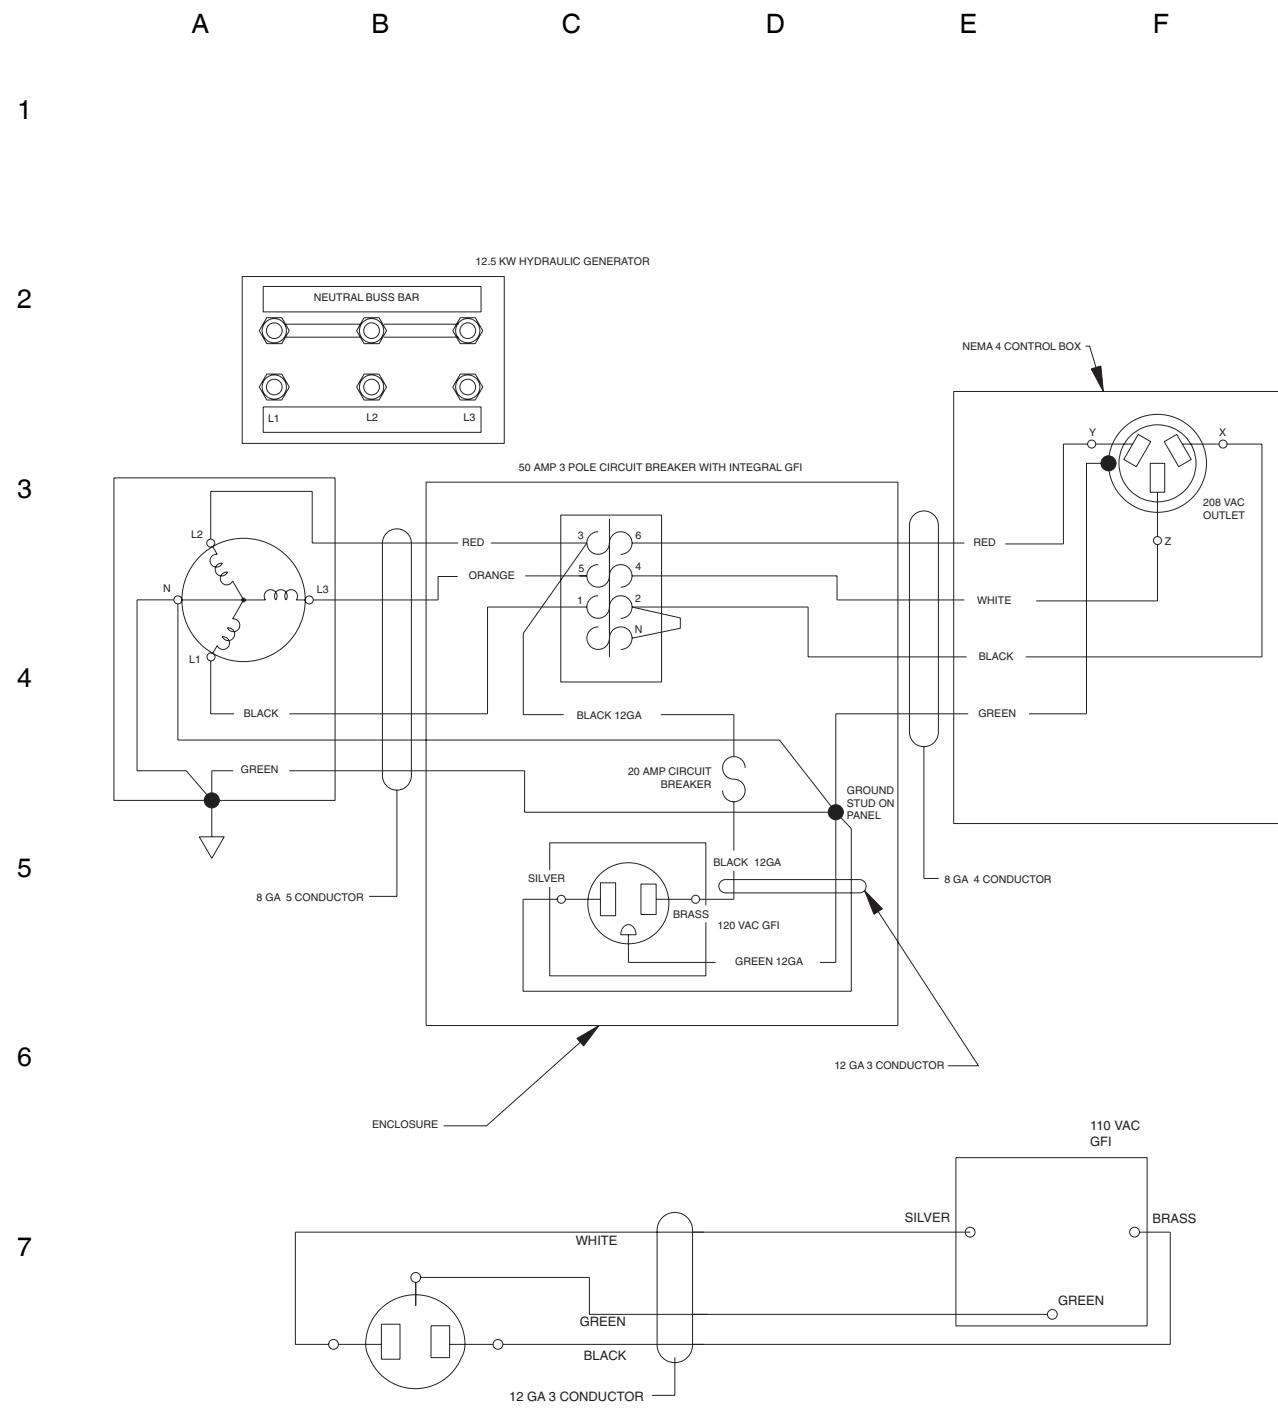 A B C D E F
1
12.5 KW HYDRAULIC GENERATOR
2
NEUTRAL BUSS BAR
NEMA 4 CONTROL BOX
L1 L2 L3
Y X
50 AMP 3 POLE CIRCUIT BREAKER WITH INTEGRAL GFI
3
208 VAC
OUTLET
L2
RED 3 6 RED Z
ORANGE 5 4
N L3
1 2 WHITE
N
L1
BLACK
4
BLACK BLACK 12GA GREEN
GREEN
20 AMP CIRCUIT
BREAKER
GROUND
STUD ON
PANEL
5
BLACK 12GA
SILVER
8 GA 4 CONDUCTOR
8 GA 5 CONDUCTOR
BRASS
120 VAC GFI
GREEN 12GA
6
12 GA 3 CONDUCTOR
ENCLOSURE
110 VAC
GFI
SILVER BRASS
7
WHITE
GREEN
GREEN
BLACK
12 GA 3 CONDUCTOR